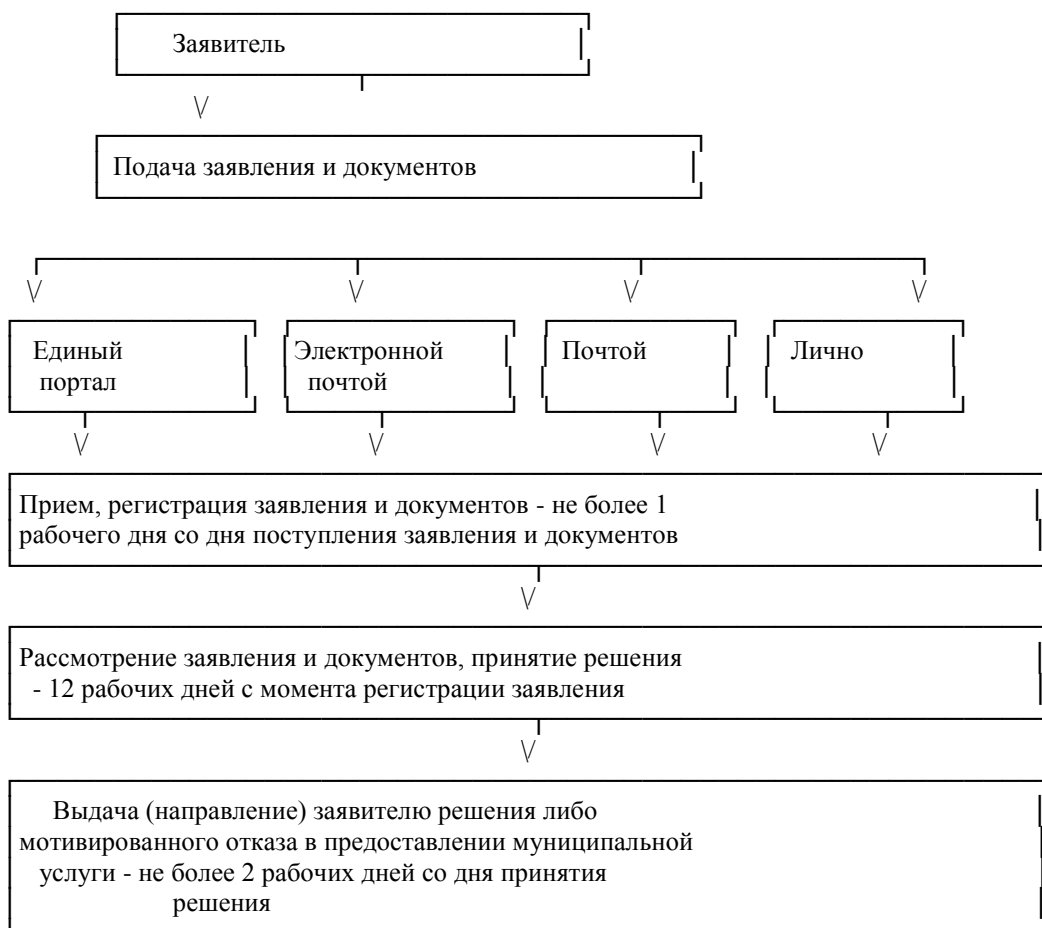 Заявитель
\/
Подача заявления и документов
\/ \/ \/ \/
Единый
портал
Электронной
почтой
Почтой
Лично
\/ \/ \/ \/
Прием, регистрация заявления и документов - не более 1
рабочего дня со дня поступления заявления и документов
\/
Рассмотрение заявления и документов, принятие решения
- 12 рабочих дней с момента регистрации заявления
\/
Выдача (направление) заявителю решения либо
мотивированного отказа в предоставлении муниципальной
услуги - не более 2 рабочих дней со дня принятия
решения